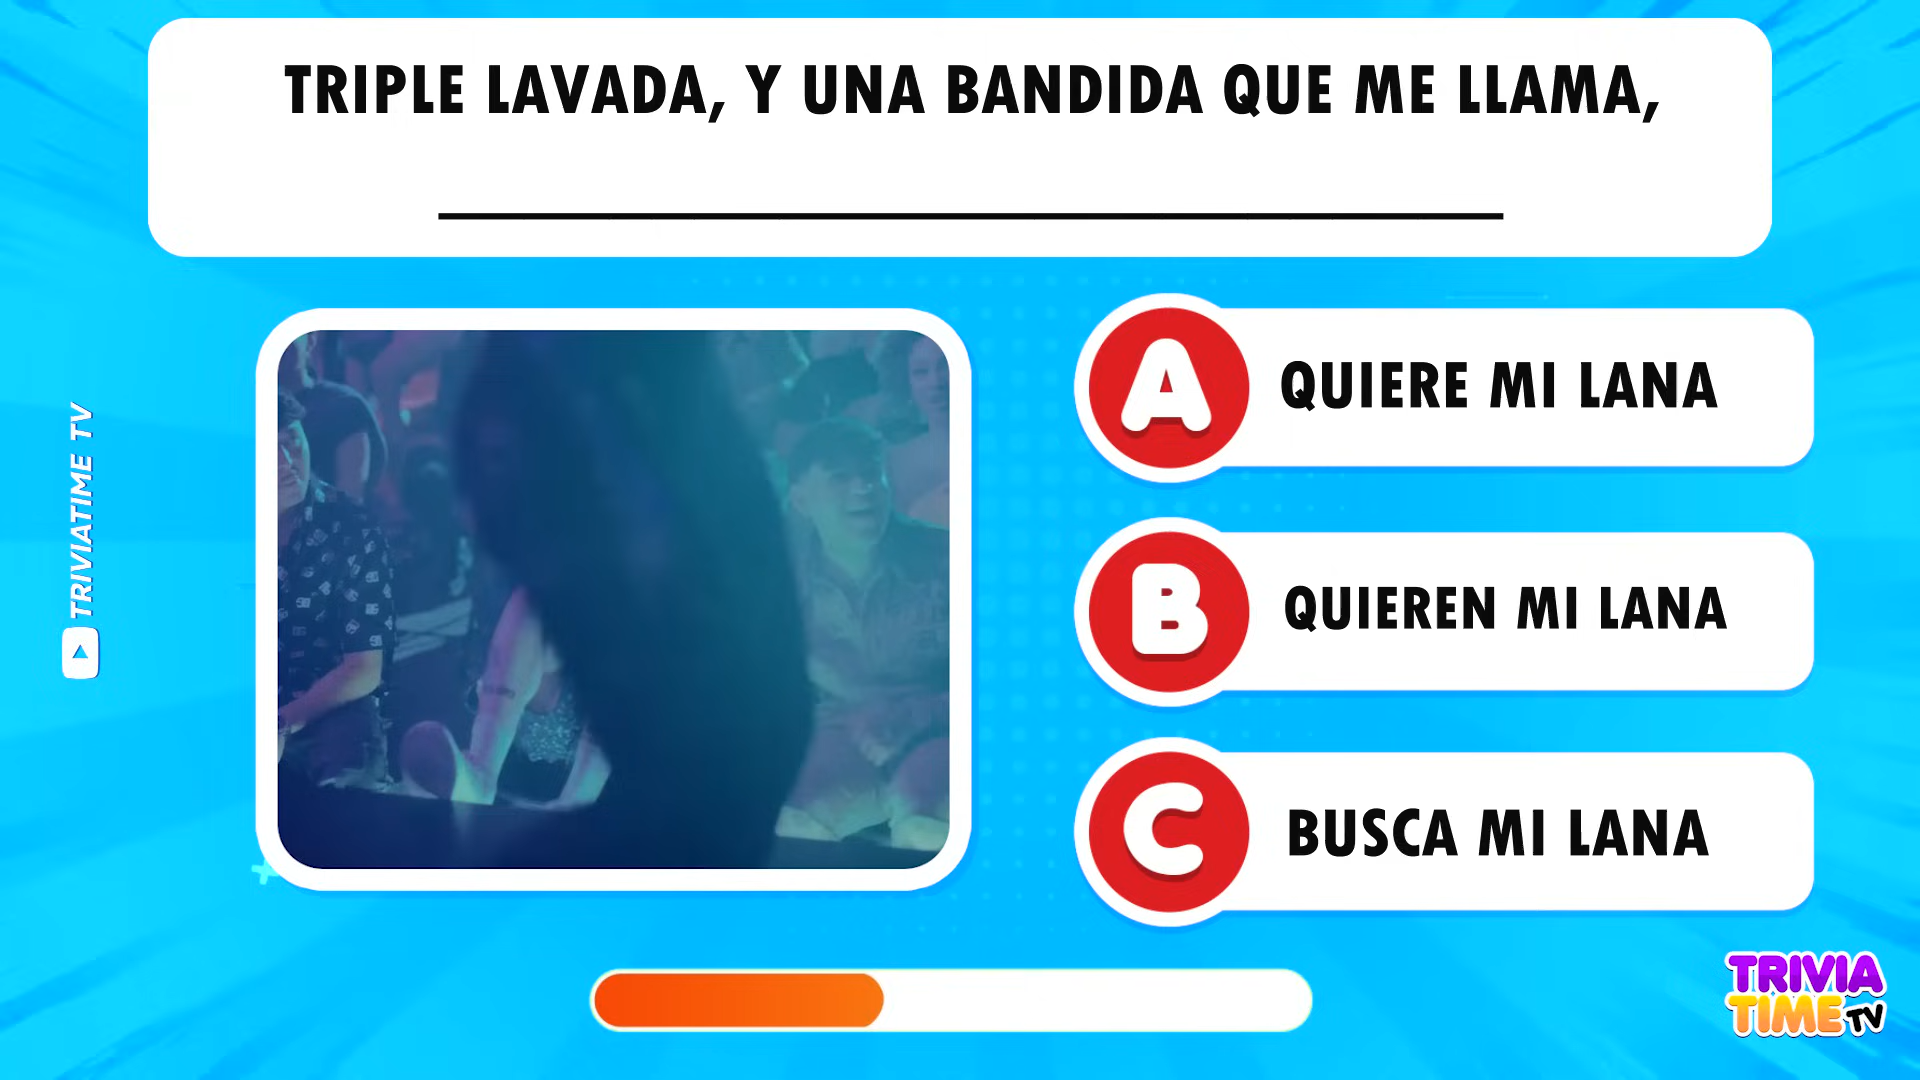 TRIPLE LAVADA, Y UNA BANDIDA QUE ME LLAMA,
A QUIERE MI LANA
B QUIEREN MI LANA
C BUSCA MI LANA
TRIVIATIME TV
TRIVIA
TIME TV